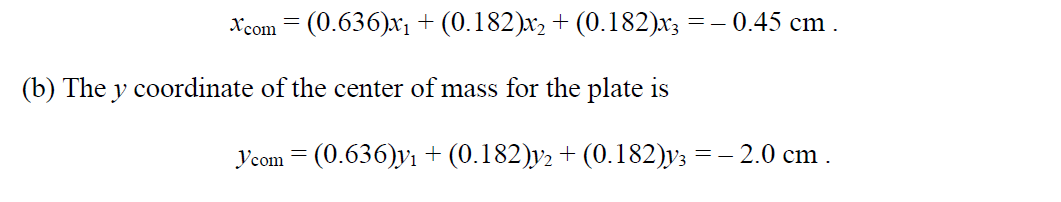 x_com = (0.636)x₁ + (0.182)x₂ + (0.182)x₃ = – 0.45 cm .
(b) The y coordinate of the center of mass for the plate is
y_com = (0.636)y₁ + (0.182)y₂ + (0.182)y₃ = – 2.0 cm .